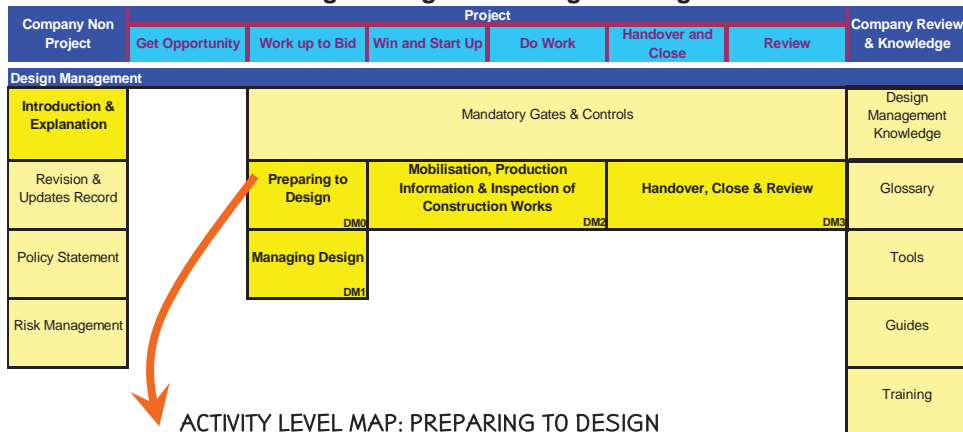 Company Non
Project
Project
Company Review
& Knowledge
Get Opportunity
Work up to Bid
Win and Start Up
Do Work
Handover and
Close
Review
Design Management
Introduction &
Explanation
Mandatory Gates & Controls
Design
Management
Knowledge
Revision &
Updates Record
Preparing to
Design
DM0
Mobilisation, Production
Information & Inspection of
Construction Works
DM2
Handover, Close & Review
DM3
Glossary
Policy Statement
Managing Design
DM1
Tools
Risk Management
Guides
Training
ACTIVITY LEVEL MAP: PREPARING TO DESIGN